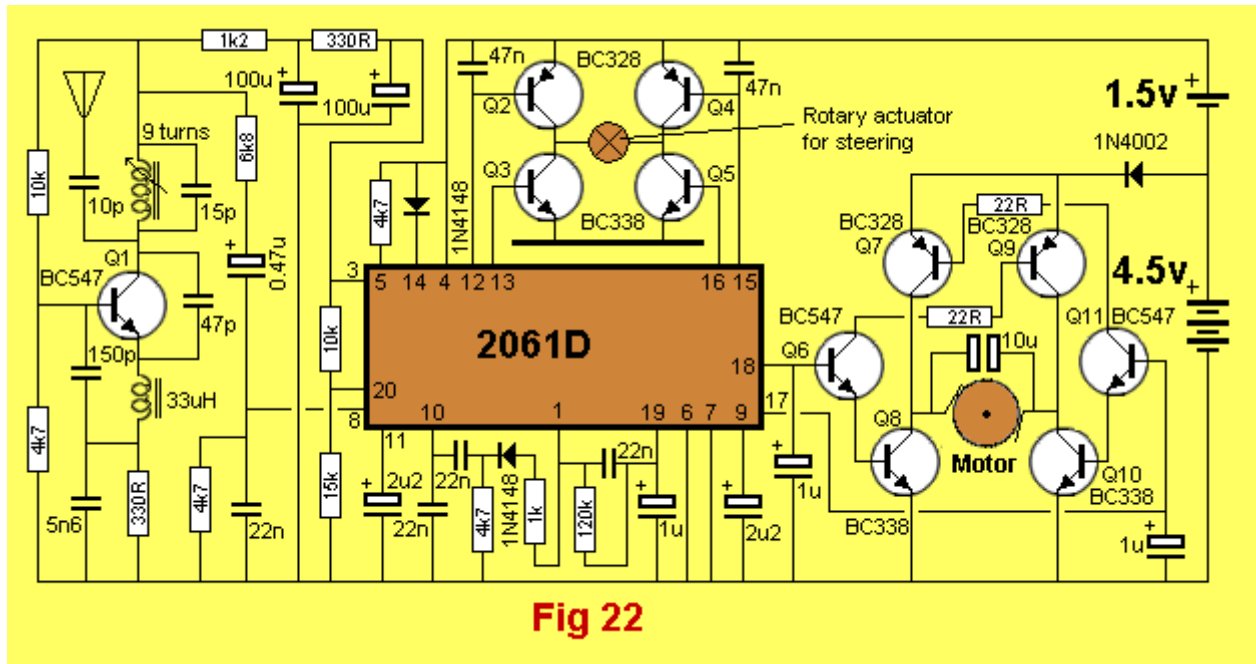 1k2
330R
47n
BC328
100u
+
100u
+
Q2
Q4
47n
1.5v
+
9 turns
6k8
Rotary actuator
for steering
1N4002
10k
Q3
Q5
22R
10p
15p
4k7
1N4148
BC338
BC328
Q7
BC328
Q9
Q1
BC547
+
0.47u
3
5
14
4
12
13
16
15
4.5v
+
47p
10k
2061D
BC547
22R
Q11
BC547
150p
Q6
10u
18
33uH
20
8
10
1
19
6
7
9
17
Q8
4k7
11
+
2u2
22n
1N4148
22n
+
+
+
Motor
Q10
BC338
5n6
330R
4k7
22n
15k
22n
4k7
1k
120k
1u
2u2
1u
BC338
+
1u
Fig 22